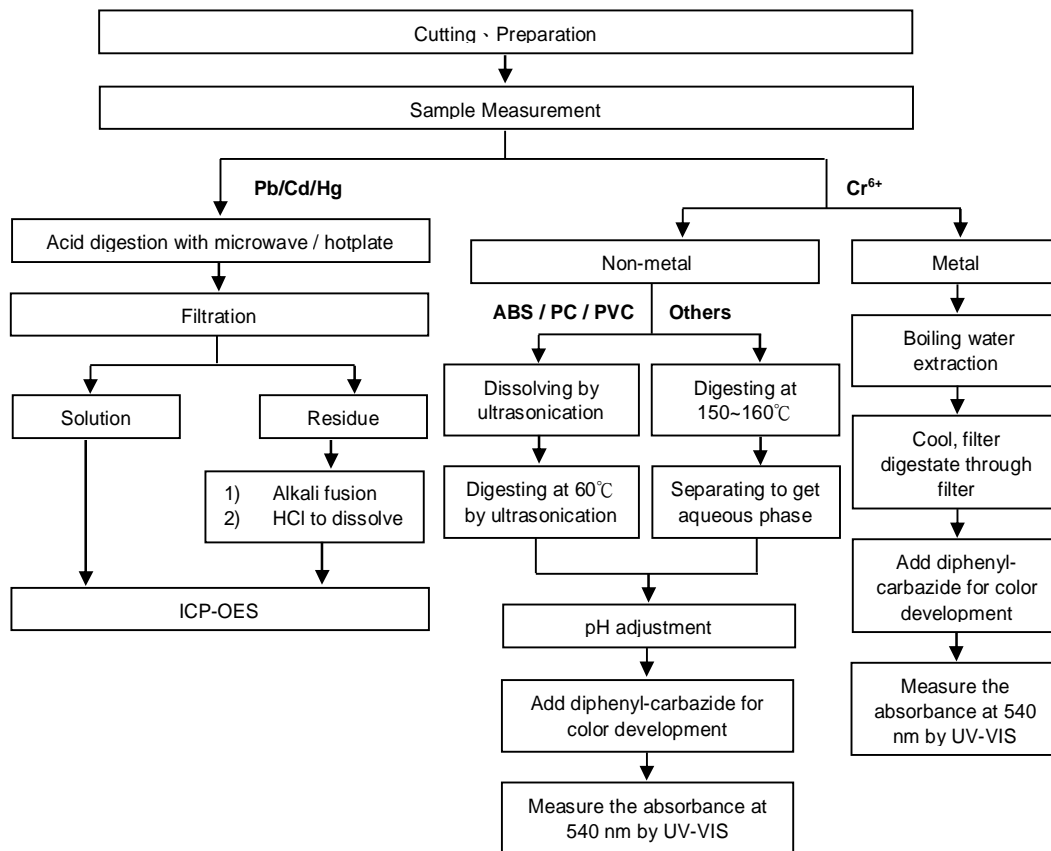 Cutting、Preparation
Sample Measurement
Pb/Cd/Hg
Cr⁶⁺
Acid digestion with microwave / hotplate
Filtration
Solution
Residue
1) Alkali fusion
2) HCl to dissolve
ICP-OES
Non-metal
ABS / PC / PVC
Others
Dissolving by
ultrasonication
Digesting at 60℃
by ultrasonication
Digesting at
150~160℃
Separating to get
aqueous phase
pH adjustment
Add diphenyl-carbazide for
color development
Measure the absorbance at
540 nm by UV-VIS
Metal
Boiling water
extraction
Cool, filter
digestate through
filter
Add diphenyl-
carbazide for color
development
Measure the
absorbance at 540
nm by UV-VIS